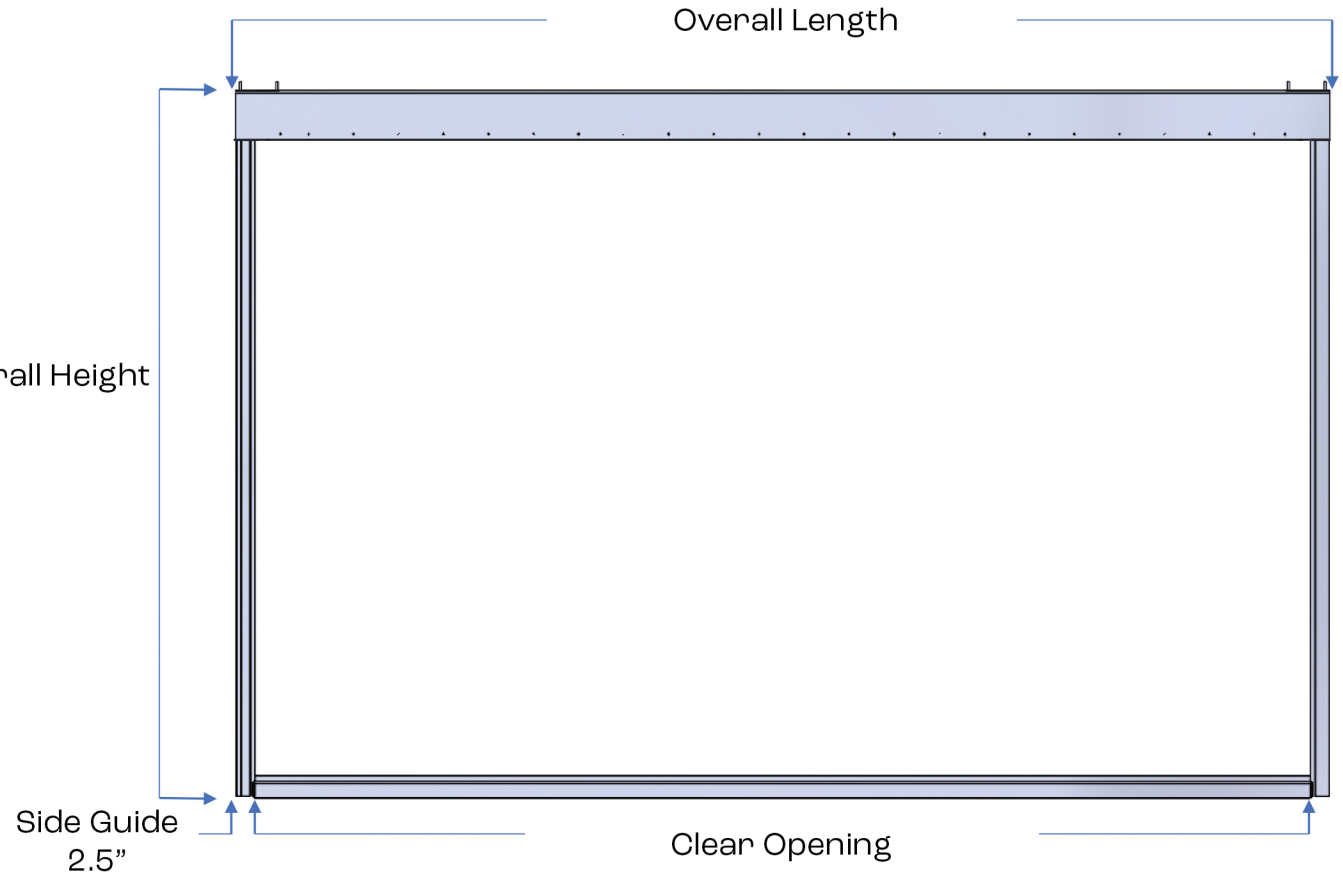 Overall Length
rall Height
Side Guide
2.5”
Clear Opening